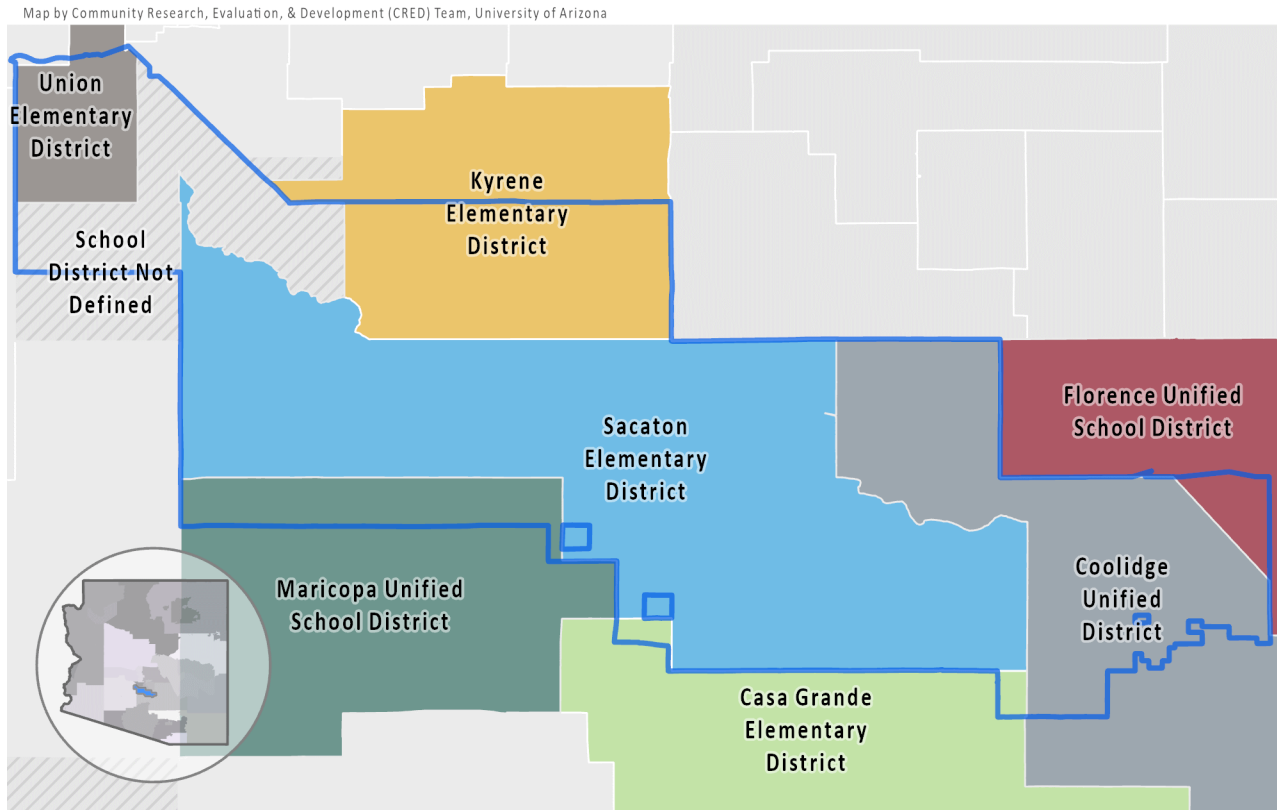 Map by Community Research, Evaluation, & Development (CRED) Team, University of Arizona
Union
Elementary
District
Kyrene
Elementary
District
School
District Not
Defined
Florence Unified
School District
Sacaton
Elementary
District
Maricopa Unified
School District
Coolidge
Unified
District
Casa Grande
Elementary
District